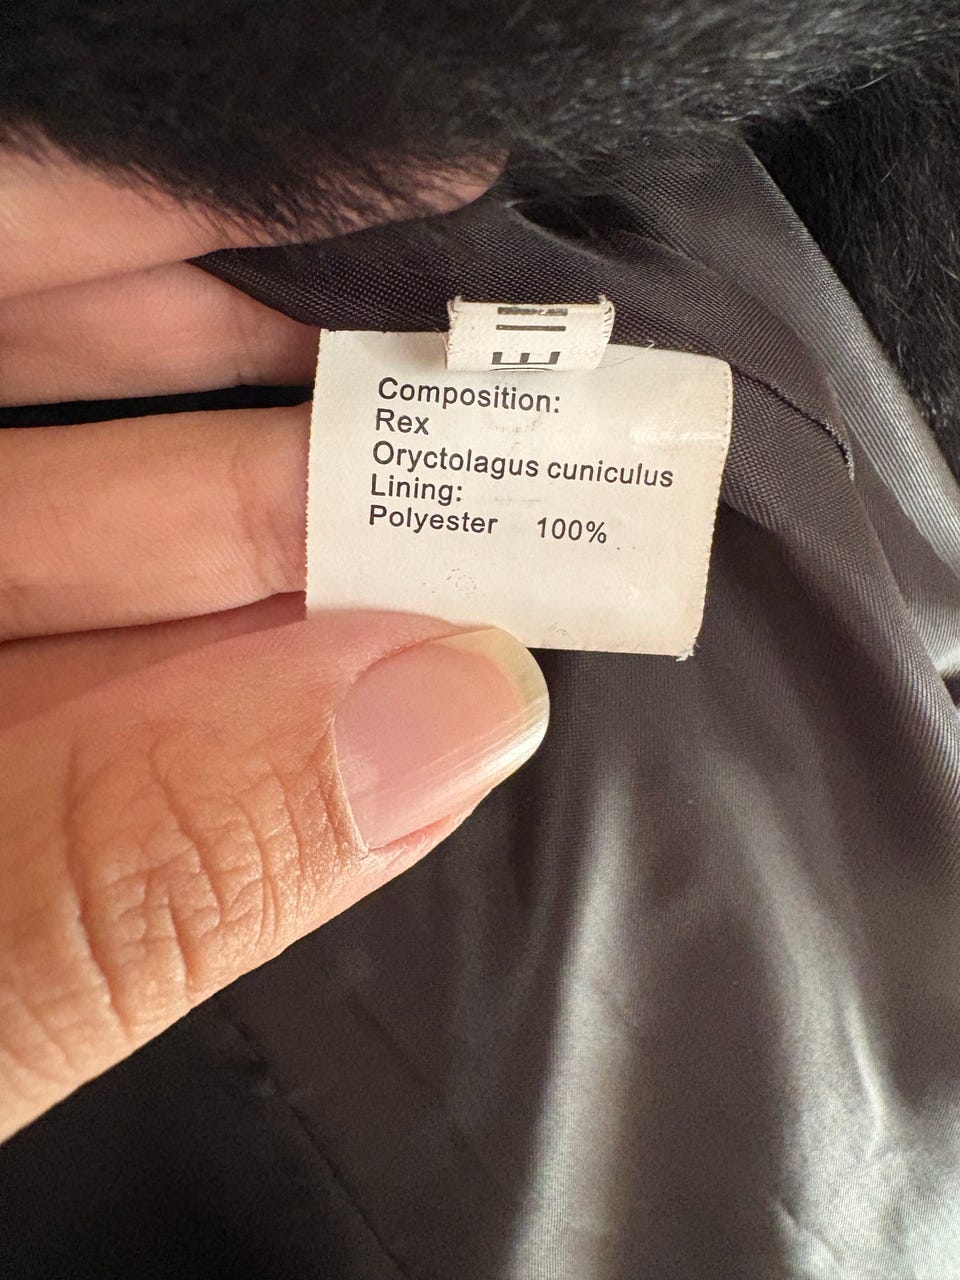 Composition:
Rex
Oryctolagus cuniculus
Lining:
Polyester 100%